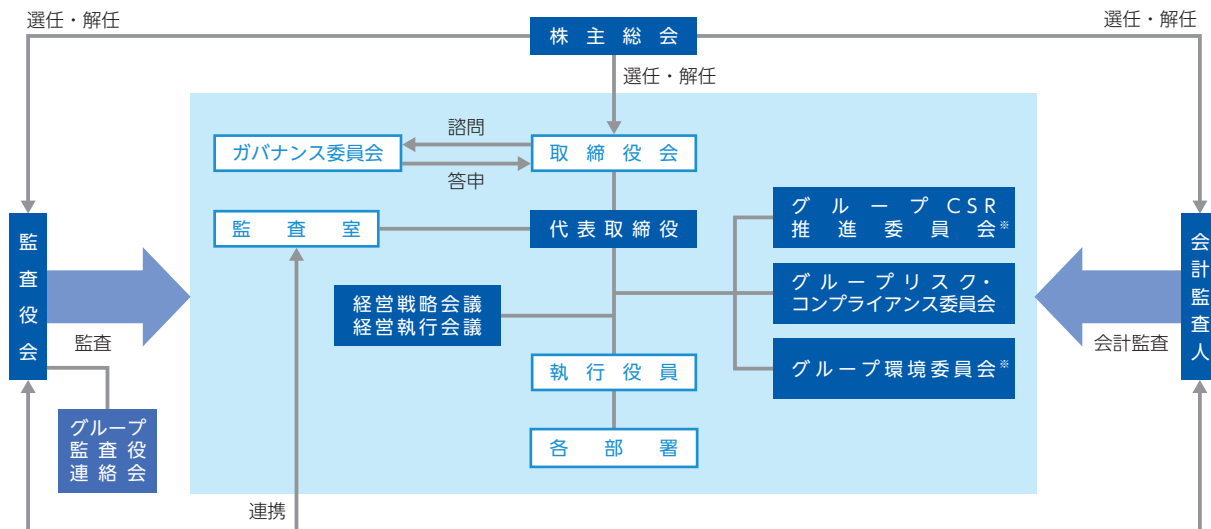 選任・解任
株主総会
選任・解任
選任・解任
諮問
ガバナンス委員会
取締役会
答申
監査室
代表取締役
グループCSR
推進委員会※
監査役会
会計監査人
グループリスク・
コンプライアンス委員会
経営戦略会議
経営執行会議
監査
会計監査
執行役員
グループ環境委員会※
グループ
監査役
連絡会
各部署
連携